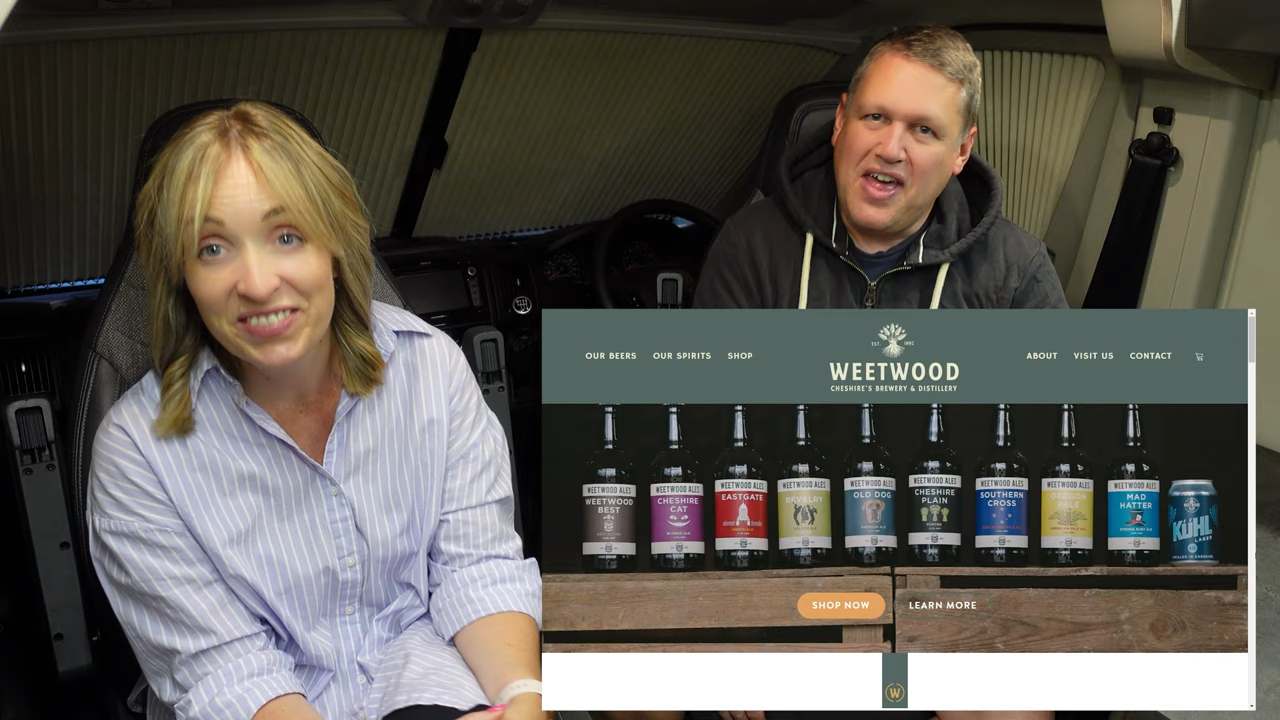 OUR BEERS OUR SPIRITS SHOP
EST. 1992
WEETWOOD
CHESHIRE'S BREWERY & DISTILLERY
ABOUT VISIT US CONTACT
WEETWOOD ALES
WEETWOOD
BEST
WEETWOOD ALES
CHESHIRE
CAT
WEETWOOD ALES
EASTGATE
WEETWOOD ALES
REVELRY
WEETWOOD ALES
OLD DOG
WEETWOOD ALES
CHESHIRE
PLAIN
WEETWOOD ALES
SOUTHERN
CROSS
WEETWOOD ALES
OREGON
WEETWOOD ALES
MAD
HATTER
KÜHL
LAGER
SHOP NOW LEARN MORE
W